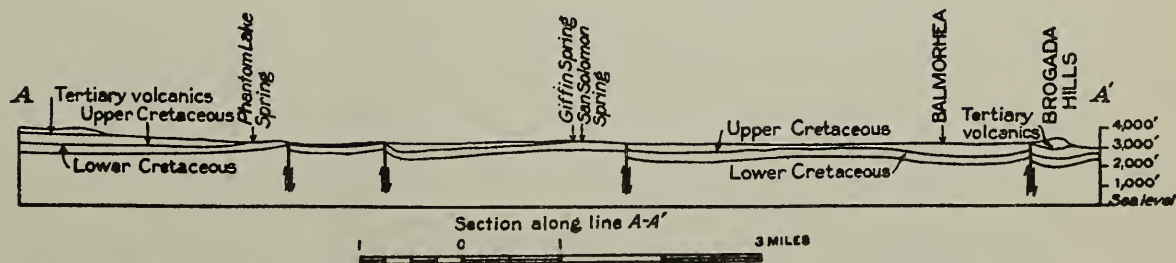 A
Tertiary volcanics
Upper Cretaceous
Lower Cretaceous
Phantom Lake
Spring
Giffin Spring
San Solomon
Spring
Upper Cretaceous
Lower Cretaceous
BALMORHEA
Tertiary
volcanics
BROGADA
HILLS
A'
4,000'
3,000'
2,000'
1,000'
Sea level
Section along line A-A'
1 0 1 3 MILES